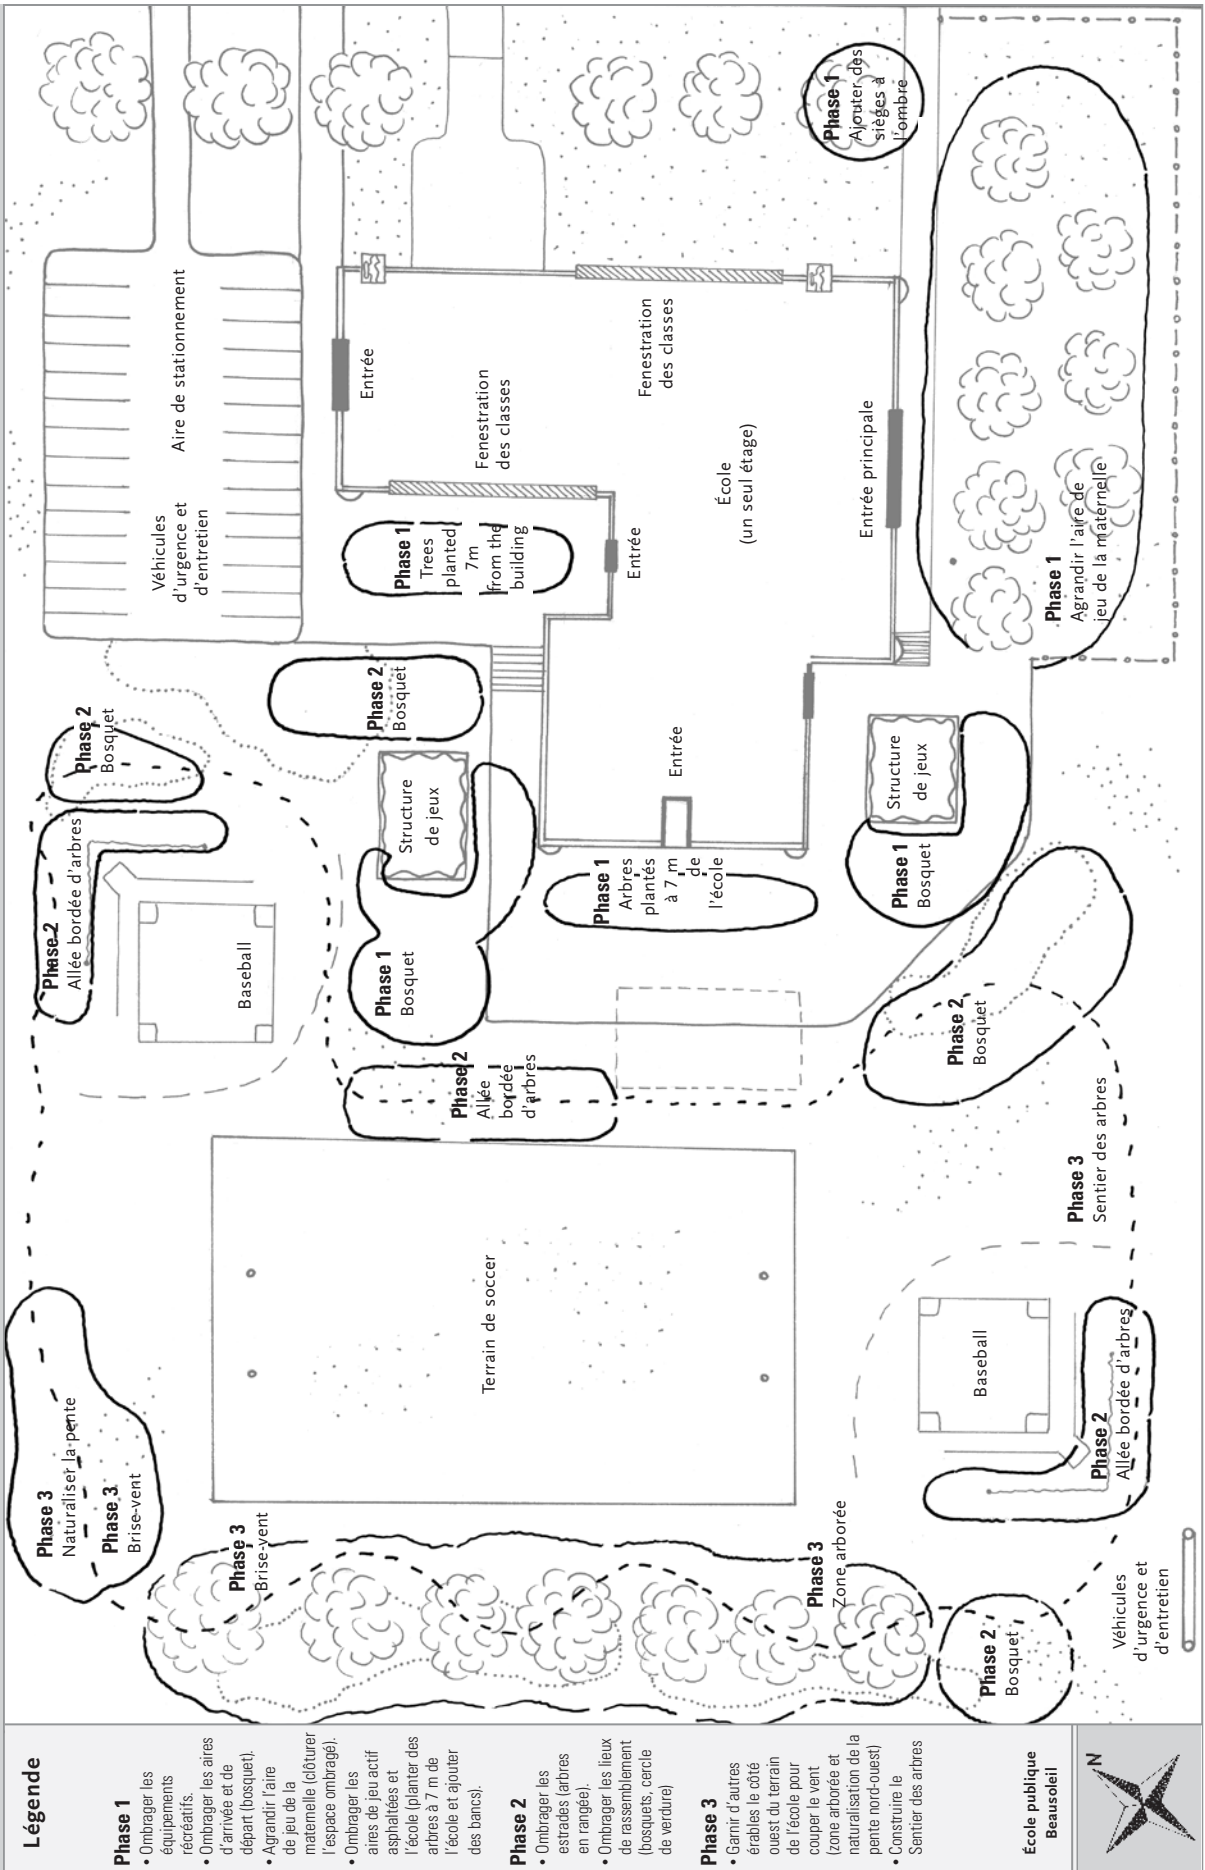 Légende
Phase 1
• Ombrager les
équipements
récréatifs.
• Ombrager les aires
d'arrivée et de
départ (bosquet).
• Agrandir l'aire
de jeu de la
maternelle (clôturer
l'espace ombragé).
• Ombrager les
aires de jeu actif
asphaltées et
l'école (planter des
arbres à 7 m de
l'école et ajouter
des bancs).
Phase 2
• Ombrager les
estrades (arbres
en rangée).
• Ombrager les lieux
de rassemblement
(bosquets, cercle
de verdure)
Phase 3
• Garnir d'autres
érables le côté
ouest du terrain
de l'école pour
couper le vent
(zone arborée et
naturalisation de la
pente nord-ouest)
• Construire le
Sentier des arbres
École publique
Beausoleil
N
Phase 3
Naturaliser la pente
Phase 3
Brise-vent
Phase 3
Brise-vent
Phase 3
Zone arborée
Phase 2
Bosquet
Véhicules
d'urgence et
d'entretien
Terrain de soccer
Baseball
Phase 2
Allée bordée d'arbres
Phase 3
Sentier des arbres
Phase 2
Allée bordée d'arbres
Baseball
Phase 2
Allée
bordée
d'arbres
Phase 1
Bosquet
Structure
de jeux
Phase 1
Arbres
plantés
à 7 m
de
l'école
Phase 2
Bosquet
Phase 1
Bosquet
Structure
de jeux
Phase 2
Bosquet
Phase 2
Bosquet
Entrée
Véhicules
d'urgence et
d'entretien
Aire de stationnement
Phase 1
Trees
planted
7m
from the
building
Entrée
Entrée
Fenestration
des classes
Fenestration
des classes
École
(un seul étage)
Entrée principale
Phase 1
Agrandir l'aire de
jeu de la maternelle
Phase 1
Ajouter des
sièges à
l'ombre